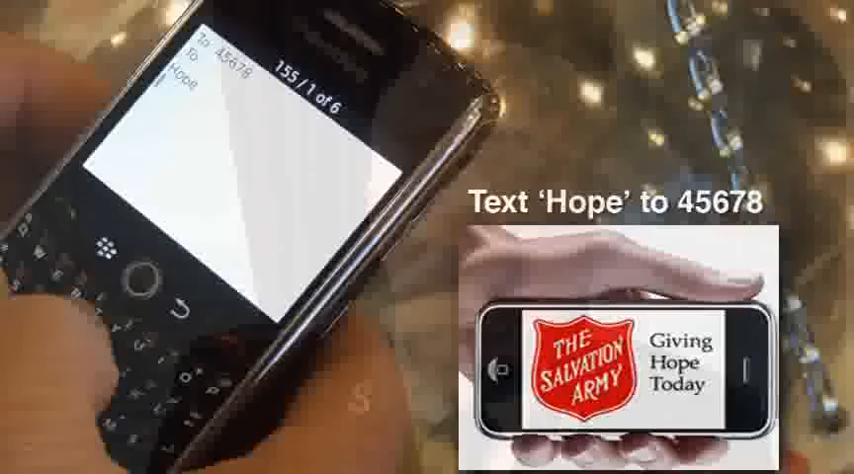 To 45678
To
Hope
155 / 1 of 6
Text ‘Hope’ to 45678
THE
SALVATION
ARMY
Giving
Hope
Today